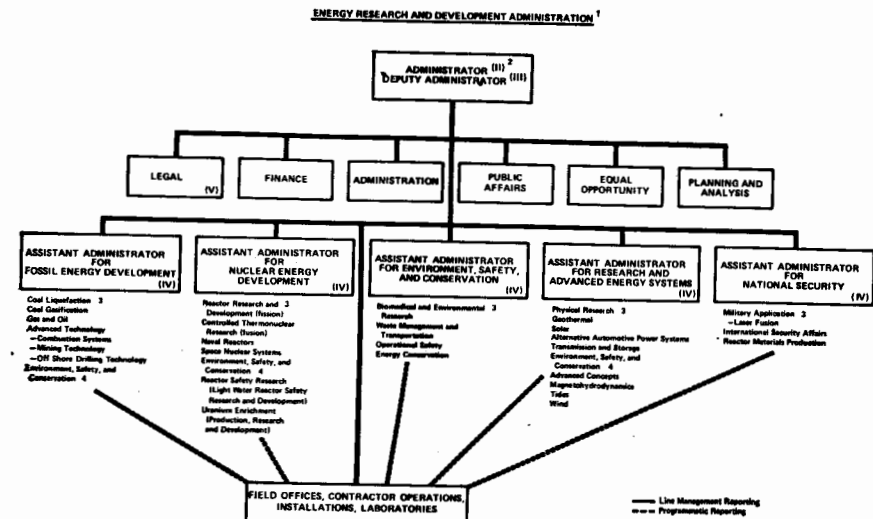 ENERGY RESEARCH AND DEVELOPMENT ADMINISTRATION 1
ADMINISTRATOR (II) 2
DEPUTY ADMINISTRATOR (III)
LEGAL
(V)
FINANCE
ADMINISTRATION
PUBLIC
AFFAIRS
EQUAL
OPPORTUNITY
PLANNING AND
ANALYSIS
ASSISTANT ADMINISTRATOR
FOR
FOSSIL ENERGY DEVELOPMENT
(IV)
Coal Liquefaction 3
Coal Gasification
Gas and Oil
Advanced Technology
—Combustion Systems
—Mining Technology
—Off Shore Drilling Technology
Environment, Safety, and
Conservation 4
ASSISTANT ADMINISTRATOR
FOR
NUCLEAR ENERGY
DEVELOPMENT
(IV)
Reactor Research and 3
Development (fission)
Controlled Thermonuclear
Research (fusion)
Naval Reactors
Space Nuclear Systems
Environment, Safety, and
Conservation 4
Reactor Safety Research
(Light Water Reactor Safety
Research and Development)
Uranium Enrichment
(Production, Research
and Development)
ASSISTANT ADMINISTRATOR
FOR ENVIRONMENT, SAFETY,
AND CONSERVATION
(IV)
Biomedical and Environmental 3
Research
Waste Management and
Transportation
Operational Safety
Energy Conservation
ASSISTANT ADMINISTRATOR
FOR RESEARCH AND
ADVANCED ENERGY SYSTEMS
(IV)
Physical Research 3
Geothermal
Solar
Alternative Automotive Power Systems
Transmission and Storage
Environment, Safety, and
Conservation 4
Advanced Concepts
Magnetohydrodynamics
Tides
Wind
ASSISTANT ADMINISTRATOR
FOR
NATIONAL SECURITY
(IV)
Military Application 3
—Laser Fusion
International Security Affairs
Reactor Materials Production
FIELD OFFICES, CONTRACTOR OPERATIONS,
INSTALLATIONS, LABORATORIES
Line Management Reporting
Programmatic Reporting